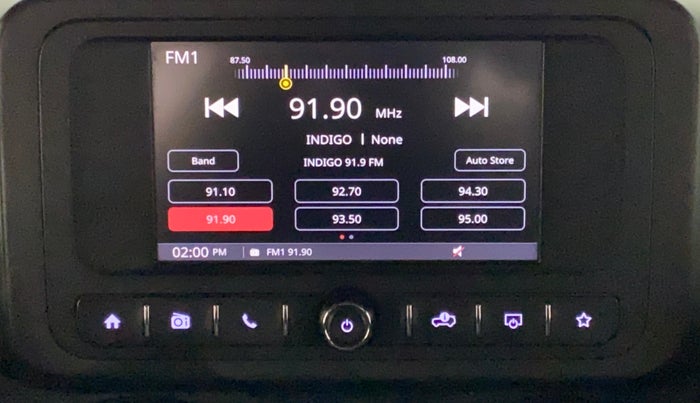 FM1
87.50 108.00
91.90 MHz
INDIGO | None
Band INDIGO 91.9 FM Auto Store
91.10 92.70 94.30
91.90 93.50 95.00
02:00 PM FM1 91.90